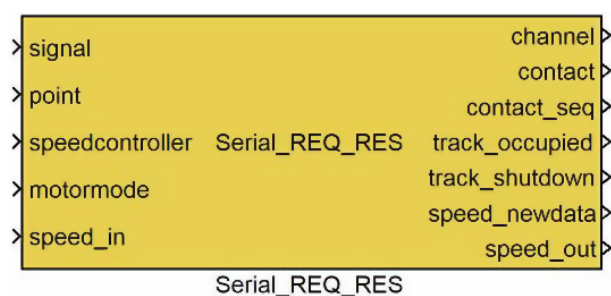 signal
point
speedcontroller
motormode
speed_in
Serial_REQ_RES
channel
contact
contact_seq
track_occupied
track_shutdown
speed_newdata
speed_out
Serial_REQ_RES